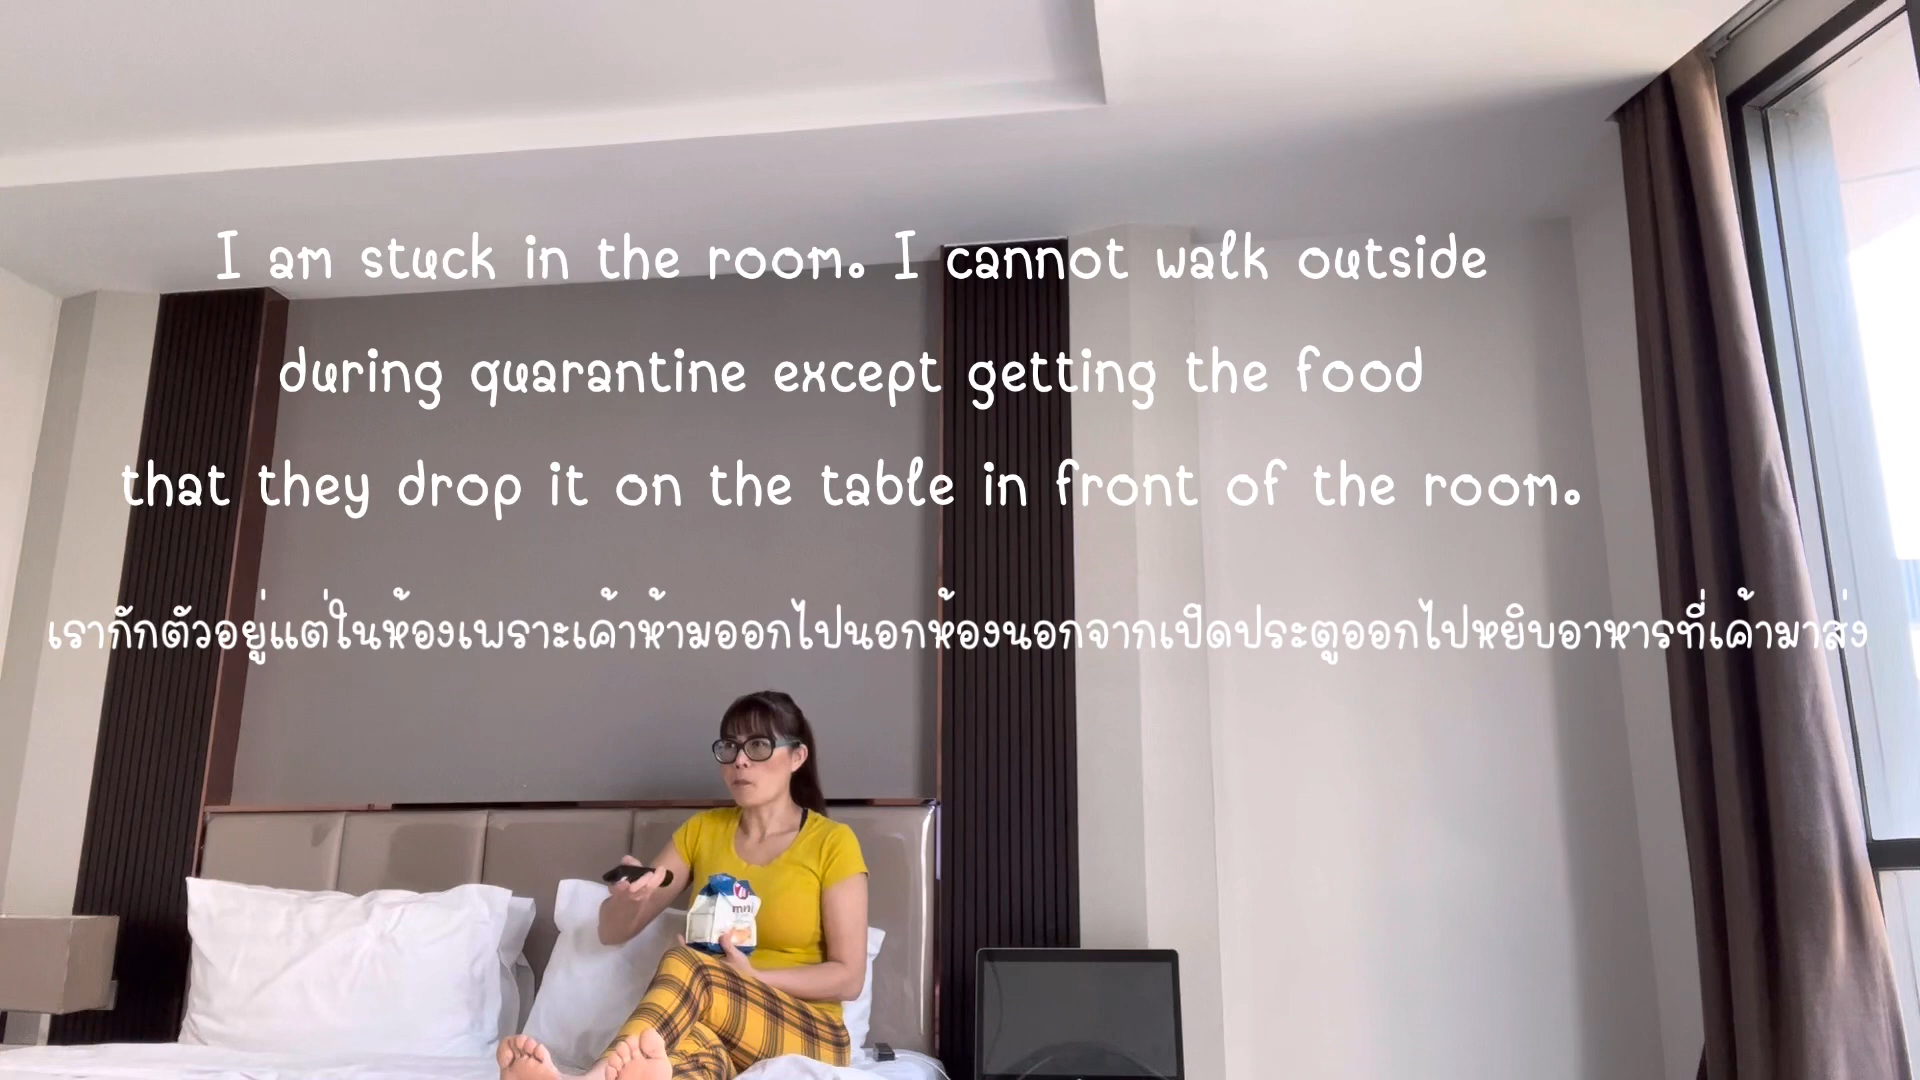 I am stuck in the room. I cannot walk outside
during quarantine except getting the food
that they drop it on the table in front of the room.
เรากักตัวอยู่แต่ในห้องเพราะเค้าห้ามออกไปนอกห้องนอกจากเปิดประตูออกไปหยิบอาหารที่เค้ามาส่ง